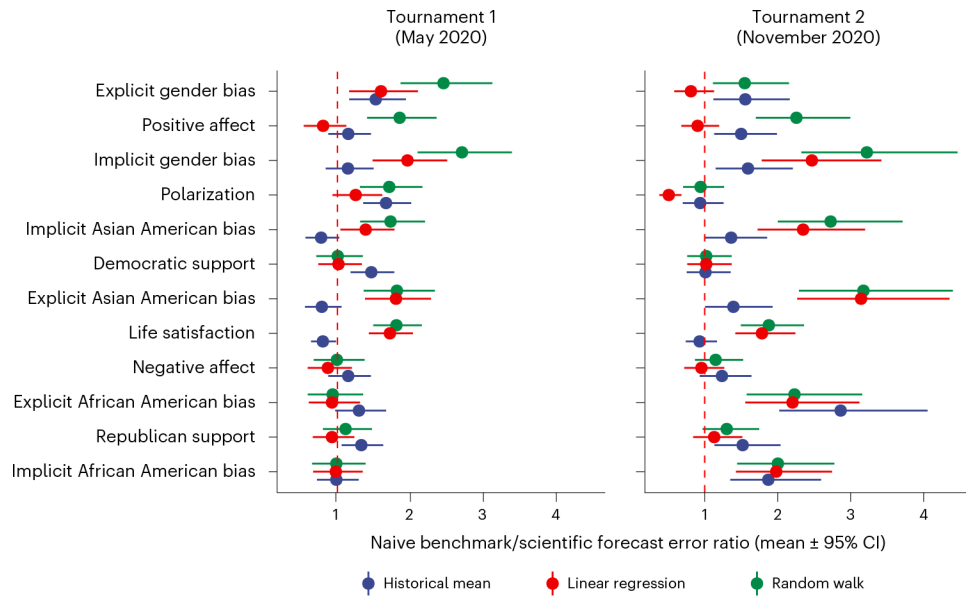 Tournament 1
(May 2020)
Tournament 2
(November 2020)
Explicit gender bias
Positive affect
Implicit gender bias
Polarization
Implicit Asian American bias
Democratic support
Explicit Asian American bias
Life satisfaction
Negative affect
Explicit African American bias
Republican support
Implicit African American bias
1 2 3 4
1 2 3 4
Naive benchmark/scientific forecast error ratio (mean ± 95% CI)
Historical mean
Linear regression
Random walk